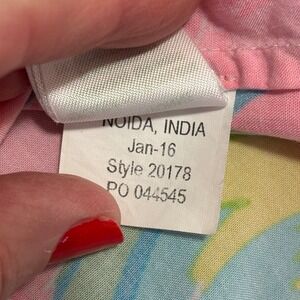 NOIDA, INDIA
Jan-16
Style 20178
PO 044545